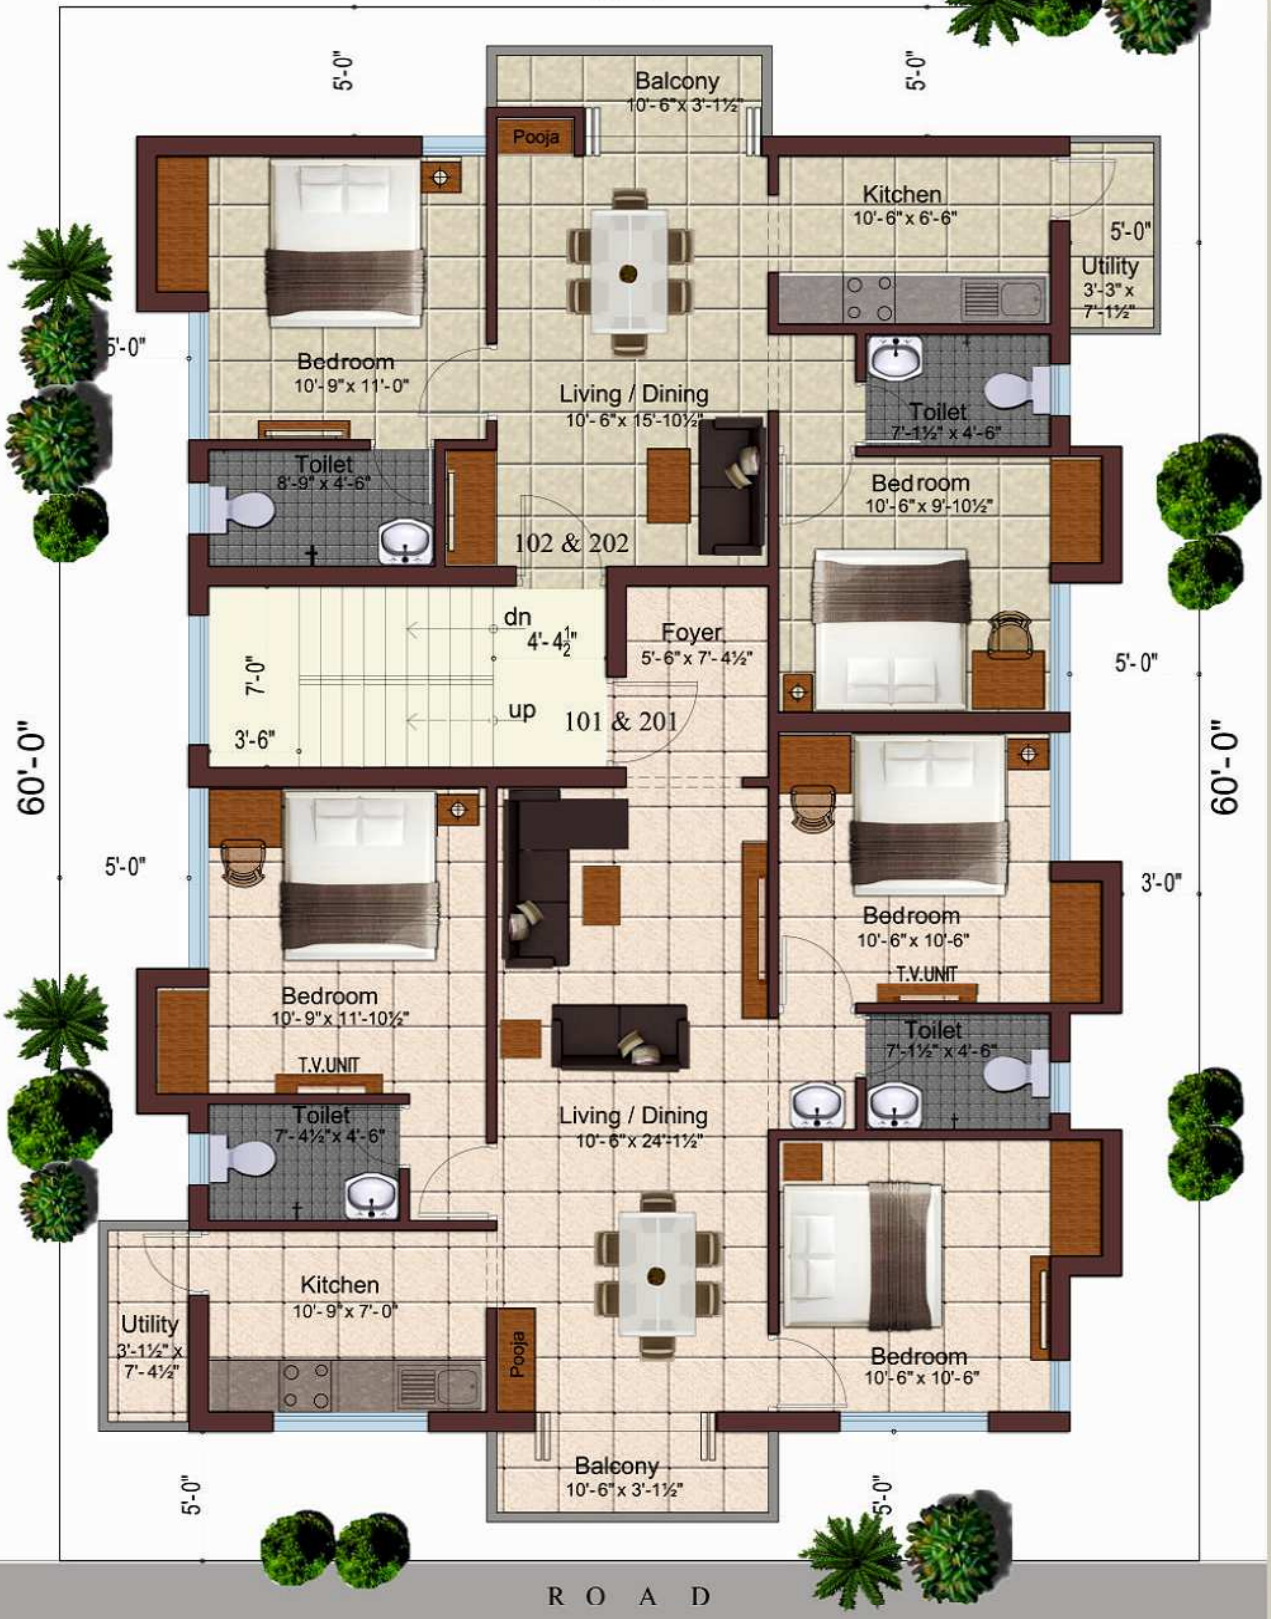 5'-0"
5'-0"
Balcony
10'-6"x 3'-1½"
Pooja
Kitchen
10'-6"x 6'-6"
5'-0"
Utility
3'-3" x
7'-1½"
5'-0"
Bedroom
10'-9"x 11'-0"
Living / Dining
10'-6"x 15'-10½"
Toilet
7'-1½" x 4'-6"
Toilet
8'-9" x 4'-6"
Bedroom
10'-6"x 9'-10½"
102 & 202
dn
4'-4½"
Foyer
5'-6"x 7'-4½"
5'-0"
7'-0"
up
101 & 201
3'-6"
60'-0"
60'-0"
5'-0"
3'-0"
Bedroom
10'-6"x 10'-6"
T.V.UNIT
Bedroom
10'-9"x 11'-10½"
T.V.UNIT
Toilet
7'-1½" x 4'-6"
Toilet
7'-4½"x 4'-6"
Living / Dining
10'-6"x 24'-1½"
Kitchen
10'-9"x 7'-0"
Utility
3'-1½" x
7'-4½"
Pooja
Bedroom
10'-6"x 10'-6"
Balcony
10'-6"x 3'-1½"
5'-0"
5'-0"
ROAD